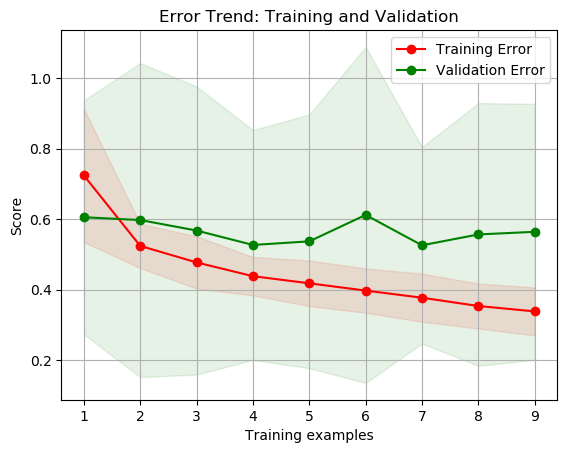 Error Trend: Training and Validation
Training Error
Validation Error
Score
1.0
0.8
0.6
0.4
0.2
1 2 3 4 5 6 7 8 9
Training examples